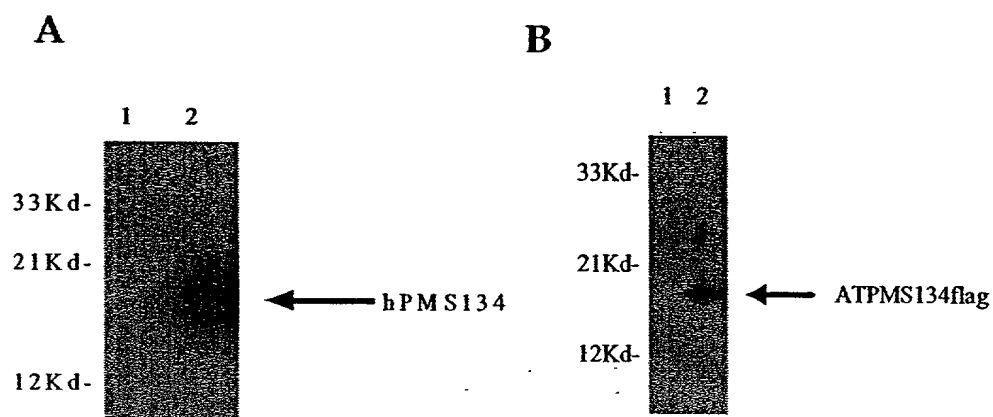 A
1 2
33Kd-
21Kd-
hPMS134
12Kd-
B
1 2
33Kd-
21Kd-
ATPMS134flag
12Kd-